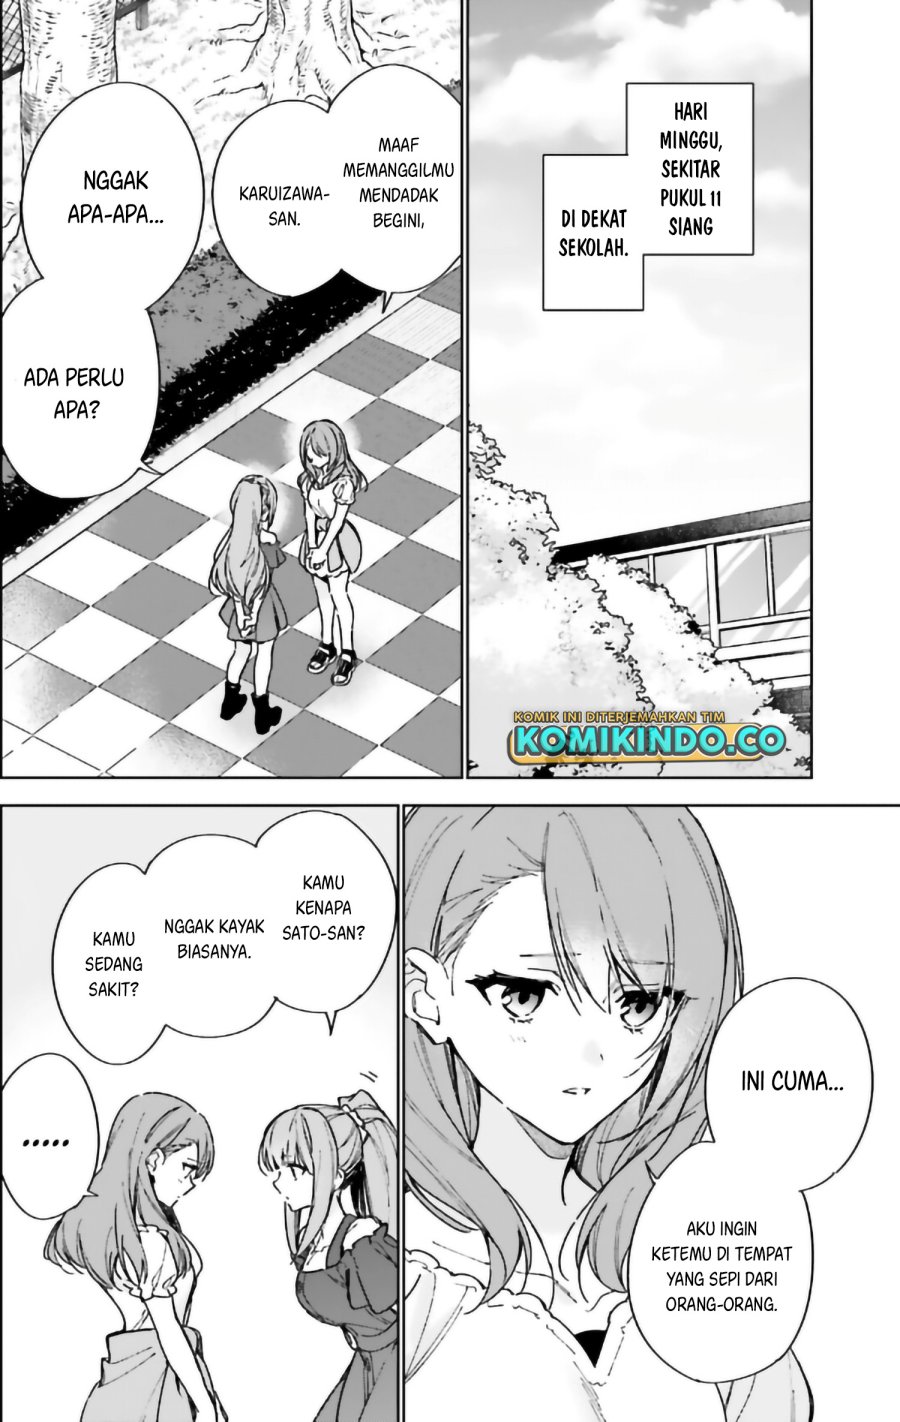 HARI
MINGGU,
SEKITAR
PUKUL 11
SIANG
DI DEKAT
SEKOLAH.
MAAF
MEMANGGILMU
MENDADAK
BEGINI,
KARUIZAWA-
SAN.
NGGAK
APA-APA...
ADA PERLU
APA?
KOMIK INI DITERJEMAHKAN TIM
KOMIKINDO.CO
INI CUMA...
AKU INGIN
KETEMU DI TEMPAT
YANG SEPI DARI
ORANG-ORANG.
KAMU
KENAPA
SATO-SAN?
NGGAK KAYAK
BIASANYA.
KAMU
SEDANG
SAKIT?
.....